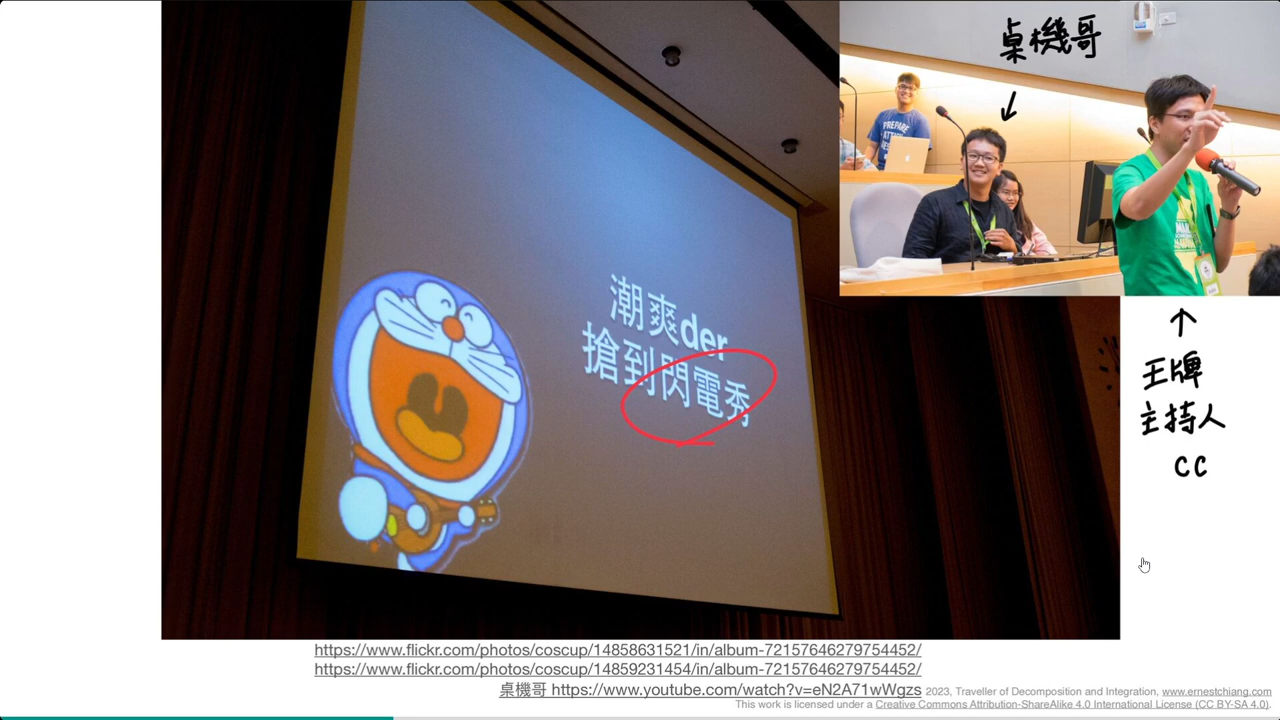 潮爽der
搶到閃電秀
桌機哥
↓
PREPARE
↑
王牌
主持人
CC
https://www.flickr.com/photos/coscup/14858631521/in/album-72157646279754452/
https://www.flickr.com/photos/coscup/14859231454/in/album-72157646279754452/
桌機哥 https://www.youtube.com/watch?v=eN2A71wWgzs
2023, Traveller of Decomposition and Integration, www.ernestchiang.com
This work is licensed under a Creative Commons Attribution-ShareAlike 4.0 International License (CC BY-SA 4.0).